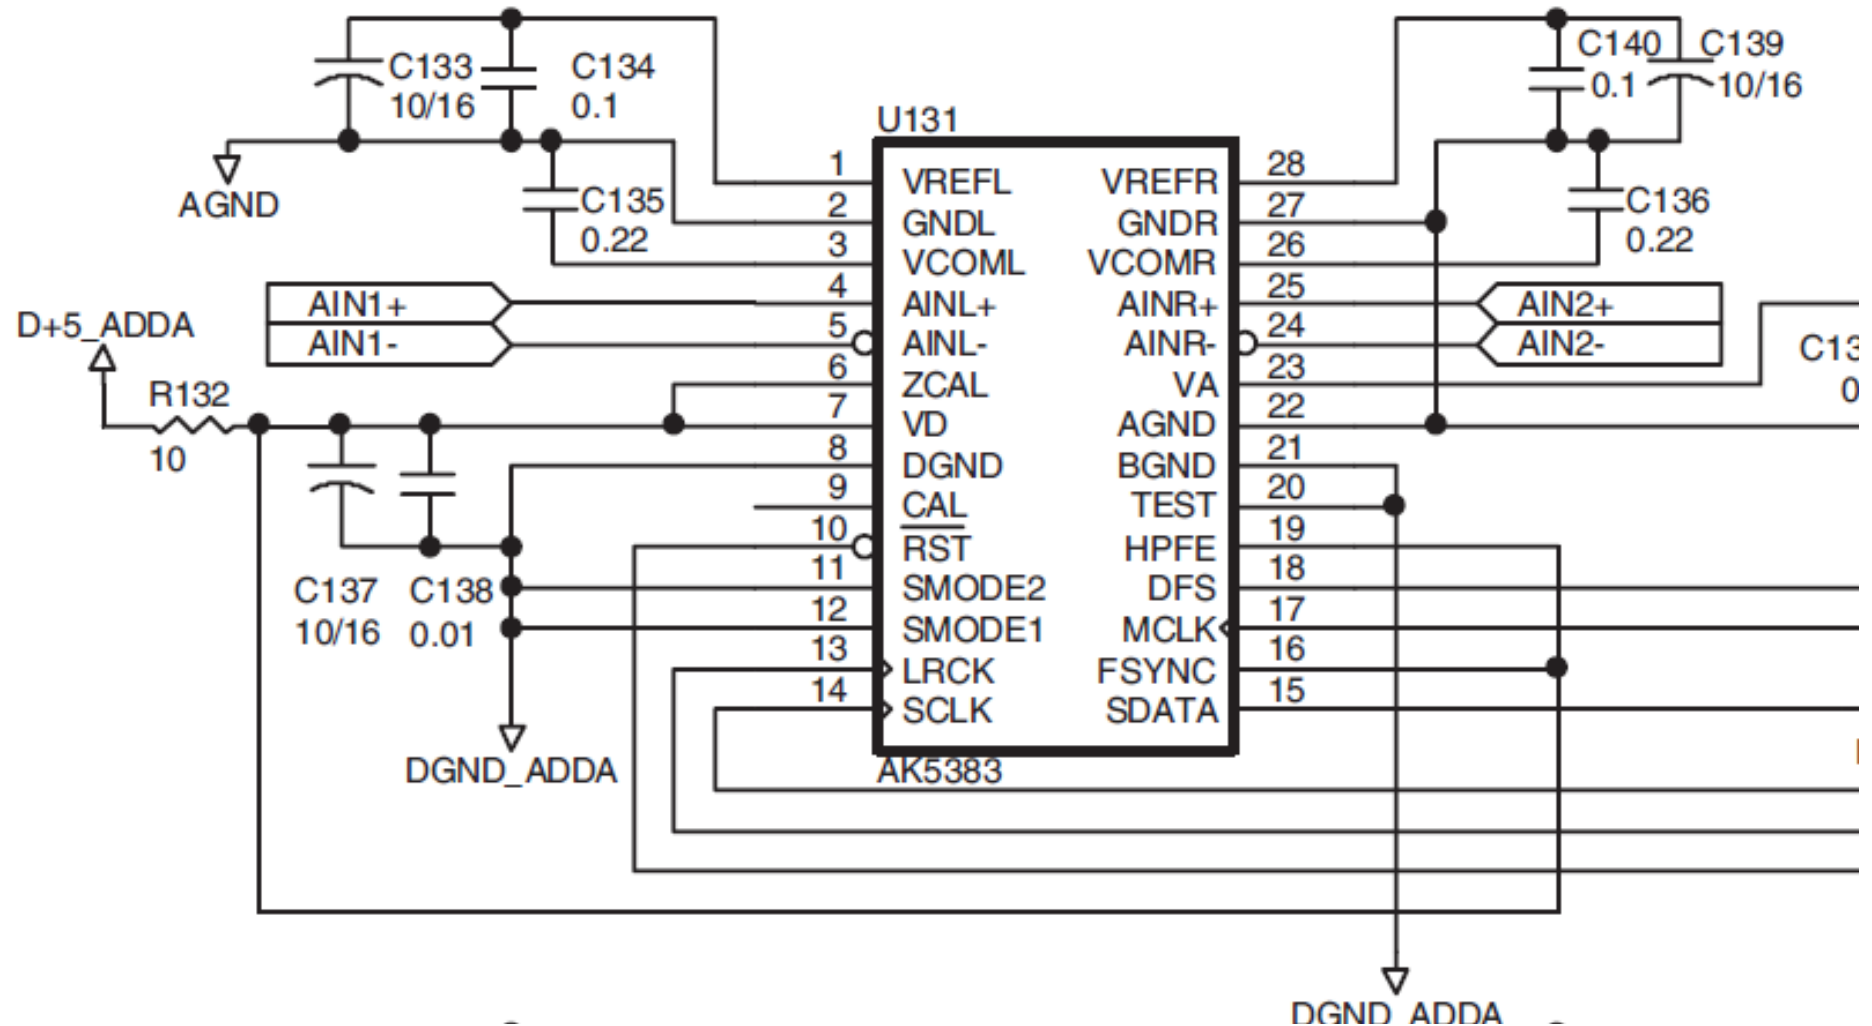 C133
10/16
C134
0.1
AGND
C135
0.22
D+5_ADDA
AIN1+
AIN1-
R132
10
C137
10/16
C138
0.01
DGND_ADDA
U131
1 VREFL
2 GNDL
3 VCOML
4 AINL+
5 AINL-
6 ZCAL
7 VD
8 DGND
9 CAL
10 RST
11 SMODE2
12 SMODE1
13 LRCK
14 SCLK
VREFR 28
GNDR 27
VCOMR 26
AINR+ 25
AINR- 24
VA 23
AGND 22
BGND 21
TEST 20
HPFE 19
DFS 18
MCLK 17
FSYNC 16
SDATA 15
AK5383
C140
0.1
C139
10/16
C136
0.22
AIN2+
AIN2-
C13
0
DGND_ADDA